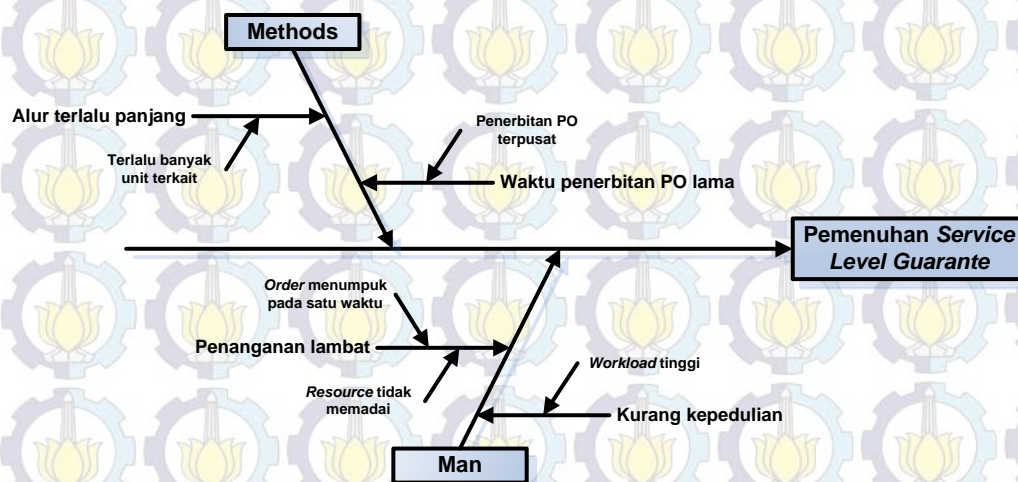 Methods
Alur terlalu panjang
Terlalu banyak
unit terkait
Penerbitan PO
terpusat
Waktu penerbitan PO lama
Pemenuhan Service
Level Guarante
Order menumpuk
pada satu waktu
Penanganan lambat
Resource tidak
memadai
Workload tinggi
Kurang kepedulian
Man